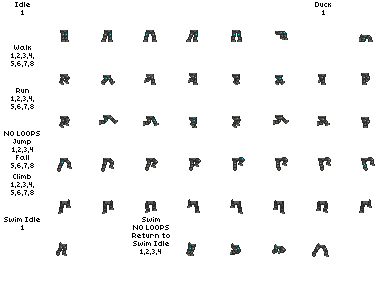 Idle
1
Duck
1
Walk
1,2,3,4,
5,6,7,8
Run
1,2,3,4,
5,6,7,8
NO LOOPS
Jump
1,2,3,4
Fall
5,6,7,8
Climb
1,2,3,4,
5,6,7,8
Swim Idle
1
Swim
NO LOOPS
Return to
Swim Idle
1,2,3,4